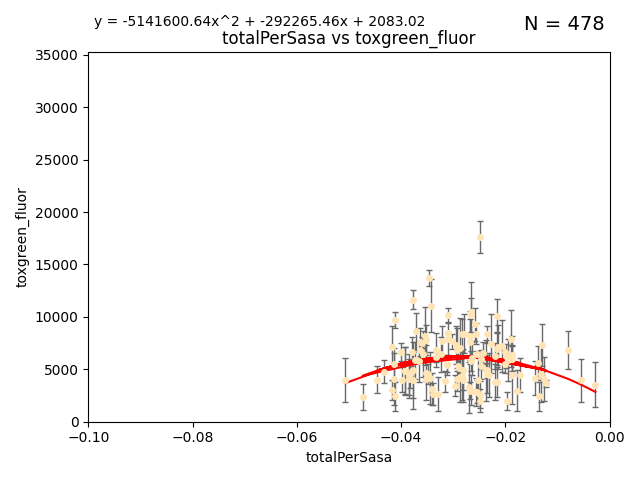 y = -5141600.64x^2 + -292265.46x + 2083.02
N = 478
totalPerSasa vs toxgreen_fluor
35000
30000
25000
20000
15000
10000
5000
0
toxgreen_fluor
−0.10
−0.08
−0.06
−0.04
−0.02
0.00
totalPerSasa